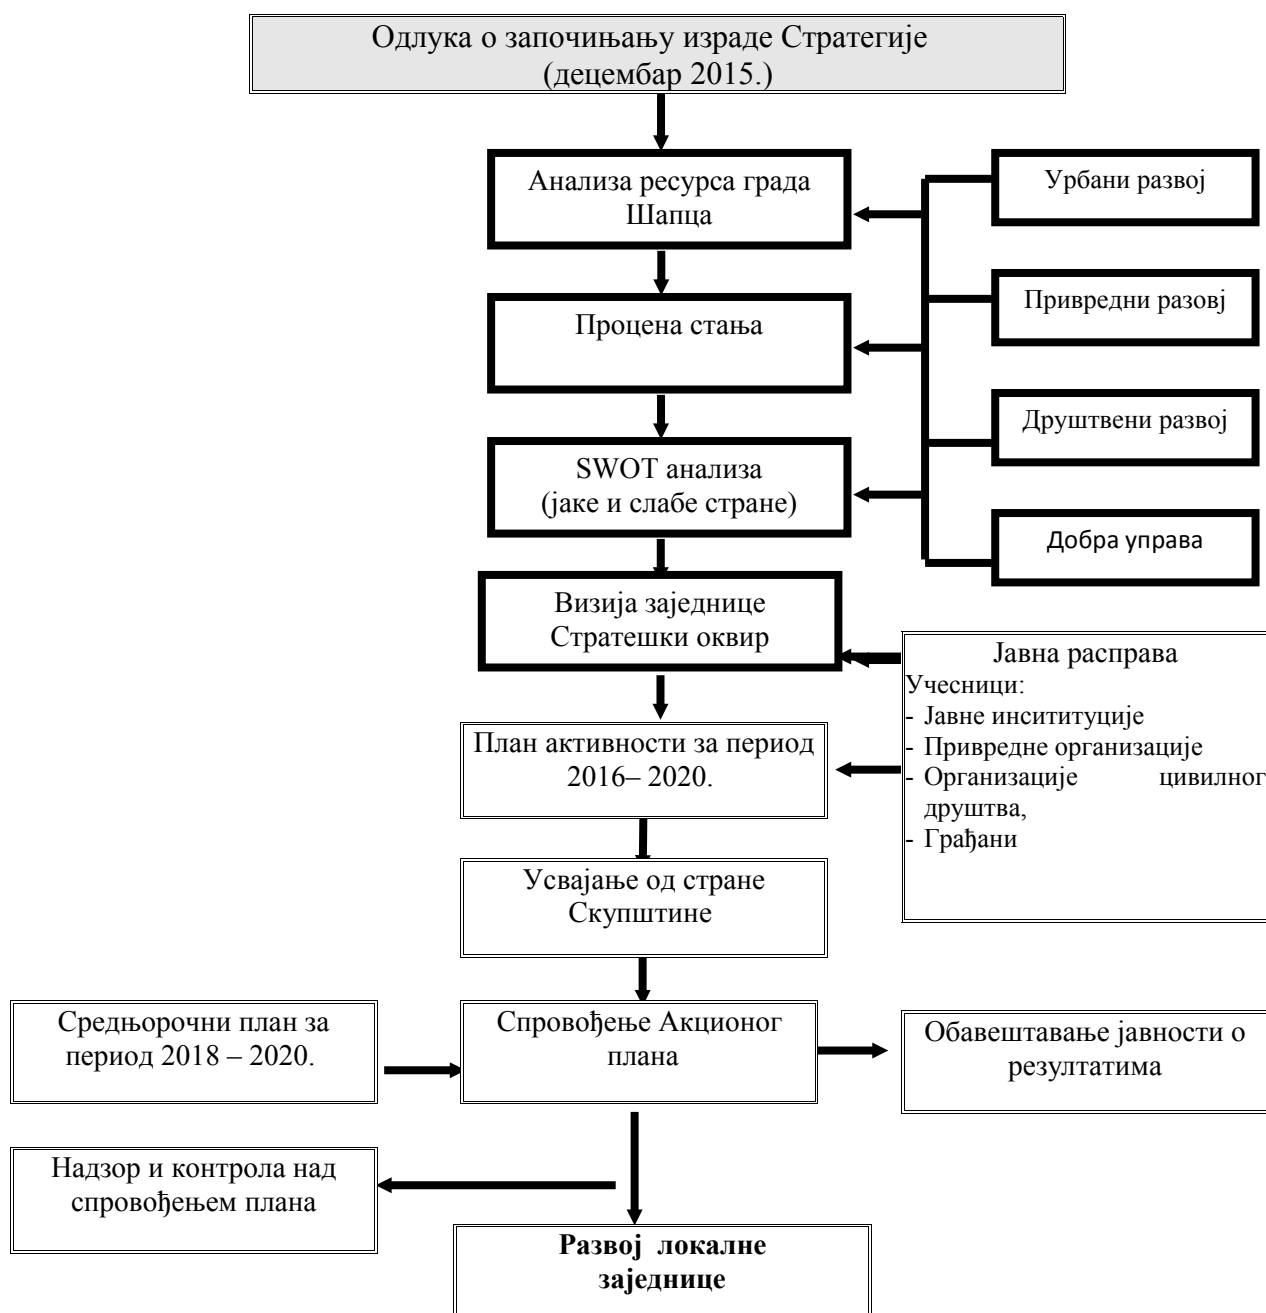 Одлука о започињању израде Стратегије
(децембар 2015.)
Анализа ресурса града
Шапца
Урбани развој
Процена стања
Привредни разовј
SWOT анализа
(јаке и слабе стране)
Друштвени развој
Добра управа
Визија заједнице
Стратешки оквир
Јавна расправа
Учесници:
- Јавне инсититуције
- Привредне организације
- Организације цивилног
друштва,
- Грађани
План активности за период
2016– 2020.
Усвајање од стране
Скупштине
Средњорочни план за
период 2018 – 2020.
Спровођење Акционог
плана
Обавештавање јавности о
резултатима
Надзор и контрола над
спровођењем плана
Развој локалне
заједнице